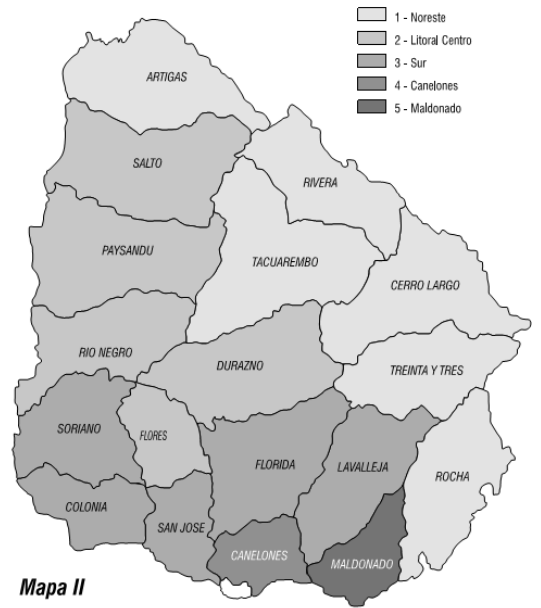 1 - Noreste
2 - Litoral Centro
3 - Sur
4 - Canelones
5 - Maldonado
ARTIGAS
SALTO
RIVERA
PAYSANDU
TACUAREMBO
CERRO LARGO
RIO NEGRO
DURAZNO
TREINTA Y TRES
SORIANO
FLORES
FLORIDA
LAVALLEJA
ROCHA
COLONIA
SAN JOSE
CANELONES
MALDONADO
Mapa II